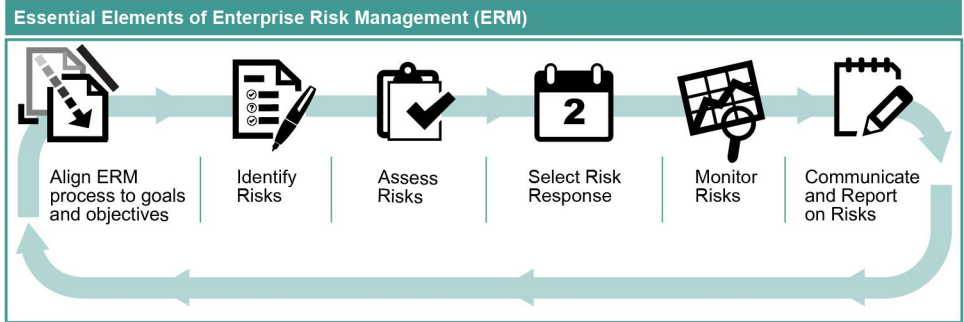 Essential Elements of Enterprise Risk Management (ERM)
2
Align ERM
process to goals
and objectives
Identify
Risks
Assess
Risks
Select Risk
Response
Monitor
Risks
Communicate
and Report
on Risks